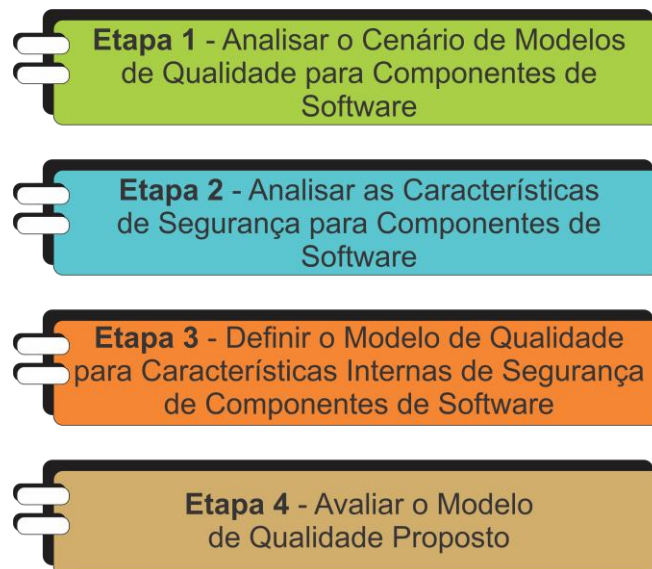 Etapa 1 - Analisar o Cenário de Modelos
de Qualidade para Componentes de
Software
Etapa 2 - Analisar as Características
de Segurança para Componentes de
Software
Etapa 3 - Definir o Modelo de Qualidade
para Características Internas de Segurança
de Componentes de Software
Etapa 4 - Avaliar o Modelo
de Qualidade Proposto